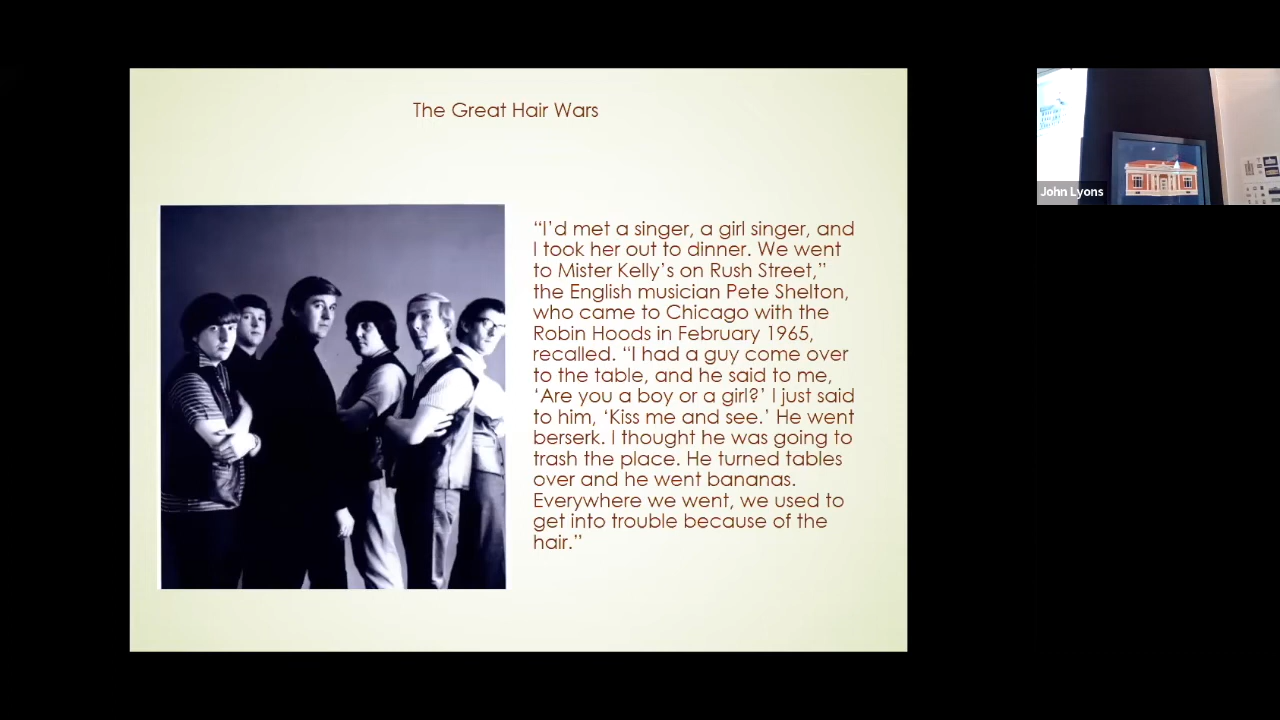 The Great Hair Wars
“I’d met a singer, a girl singer, and
I took her out to dinner. We went
to Mister Kelly’s on Rush Street,”
the English musician Pete Shelton,
who came to Chicago with the
Robin Hoods in February 1965,
recalled. “I had a guy come over
to the table, and he said to me,
‘Are you a boy or a girl?’ I just said
to him, ‘Kiss me and see.’ He went
berserk. I thought he was going to
trash the place. He turned tables
over and he went bananas.
Everywhere we went, we used to
get into trouble because of the
hair.”
John Lyons